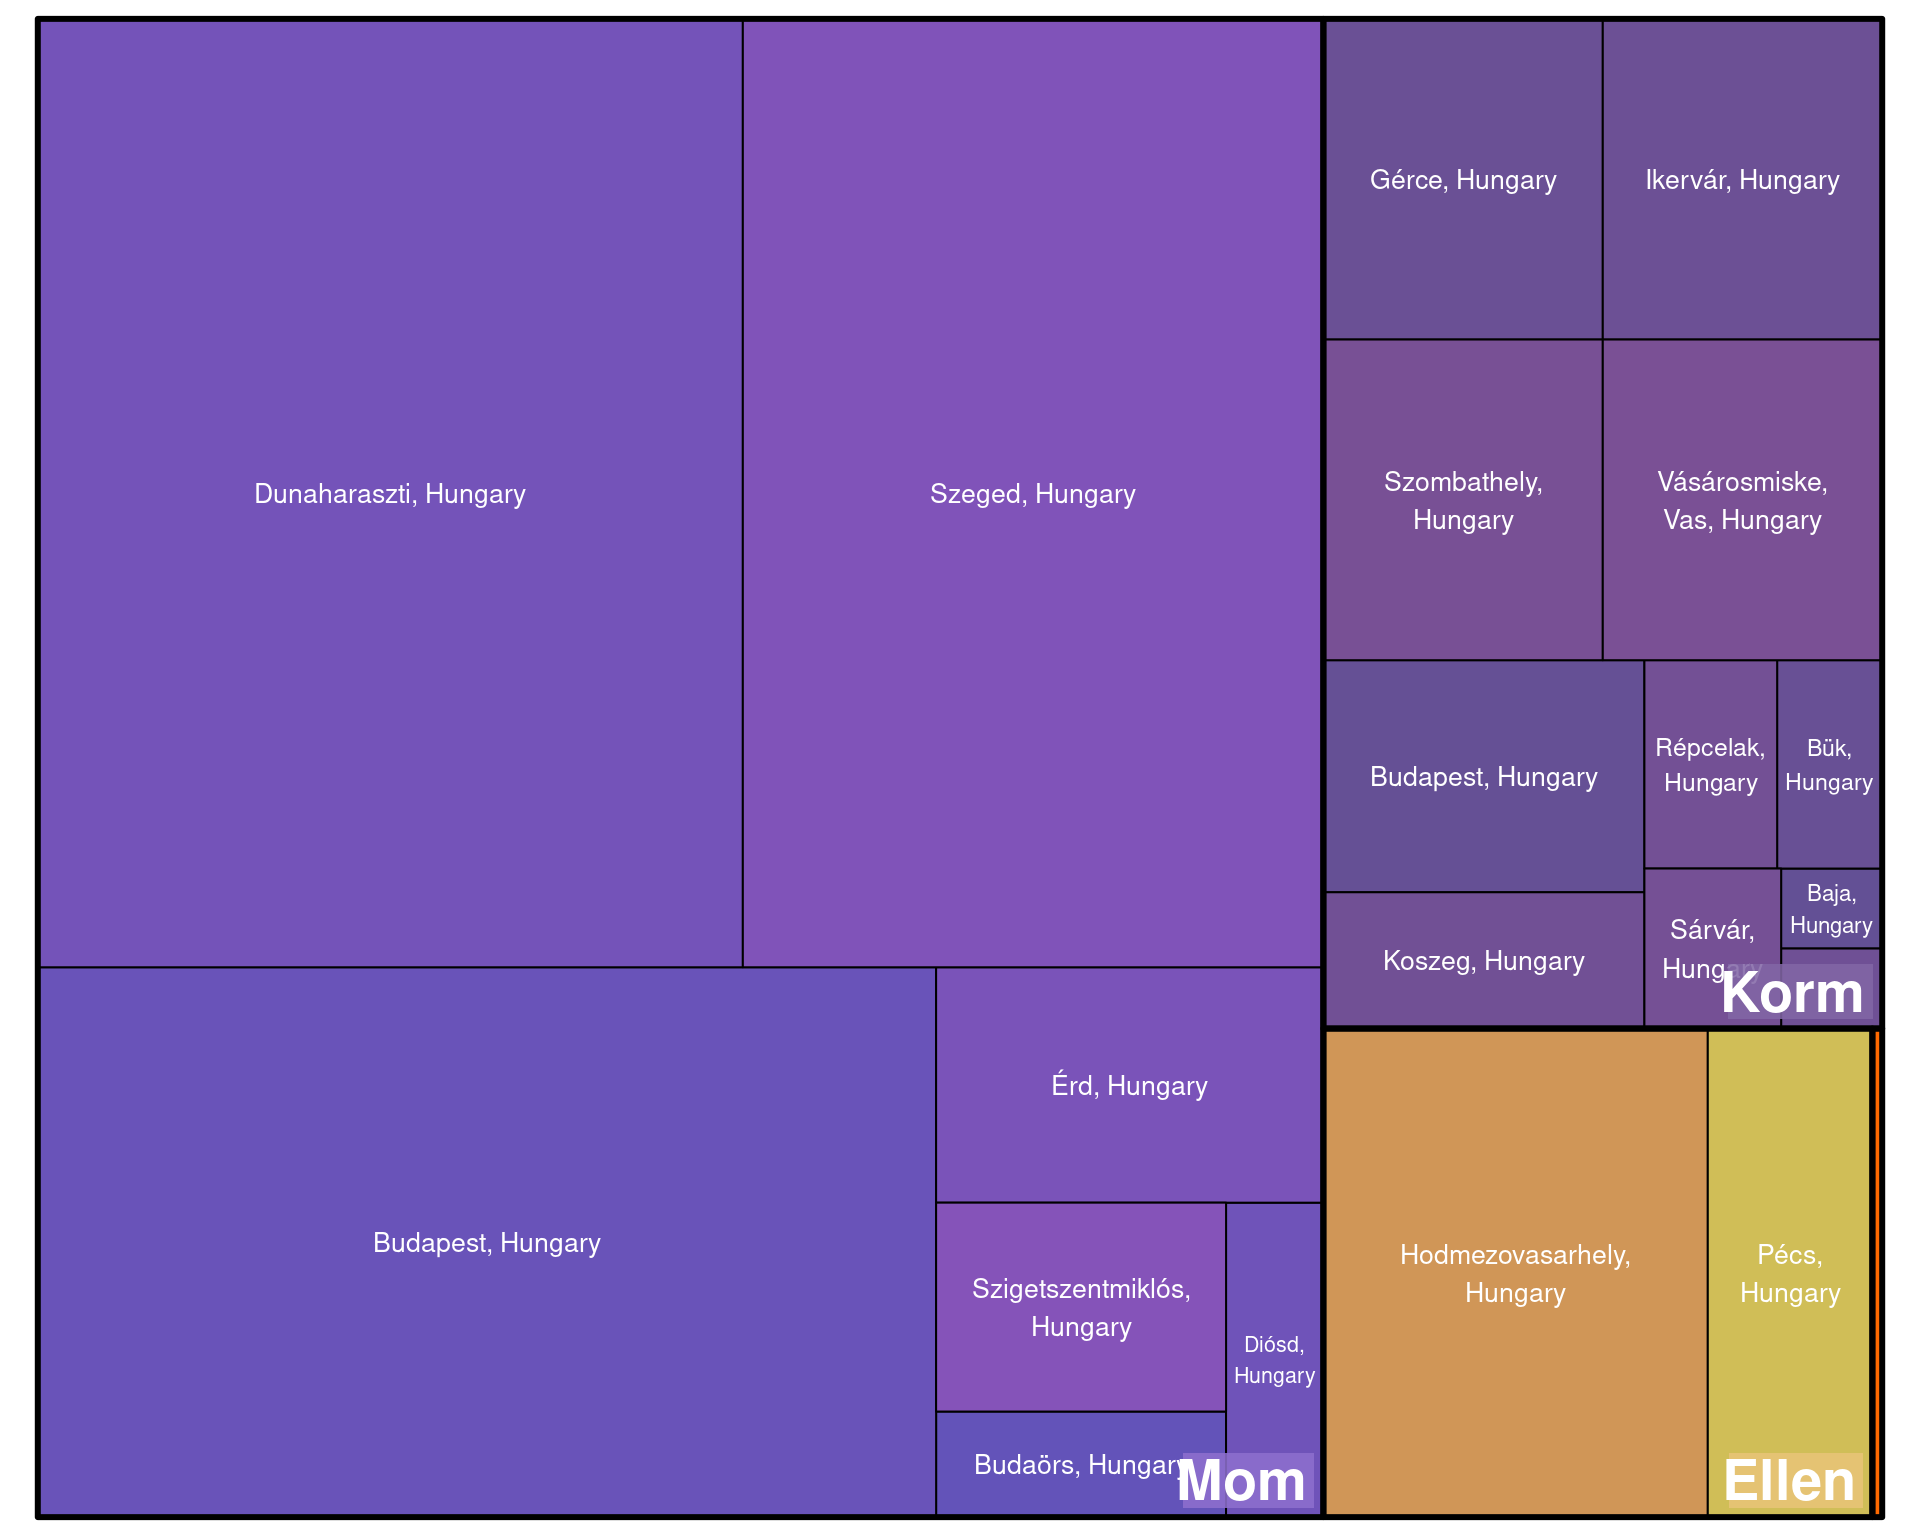 Dunaharaszti, Hungary
Szeged, Hungary
Budapest, Hungary
Érd, Hungary
Szigetszentmiklós,
Hungary
Diósd,
Hungary
Budaörs, Hungary
Mom
Gérce, Hungary
Ikervár, Hungary
Szombathely,
Hungary
Vásárosmiske,
Vas, Hungary
Budapest, Hungary
Répcelak,
Hungary
Bük,
Hungary
Koszeg, Hungary
Sárvár,
Hungary
Baja,
Hungary
Korm
Hodmezovasarhely,
Hungary
Pécs,
Hungary
Ellen